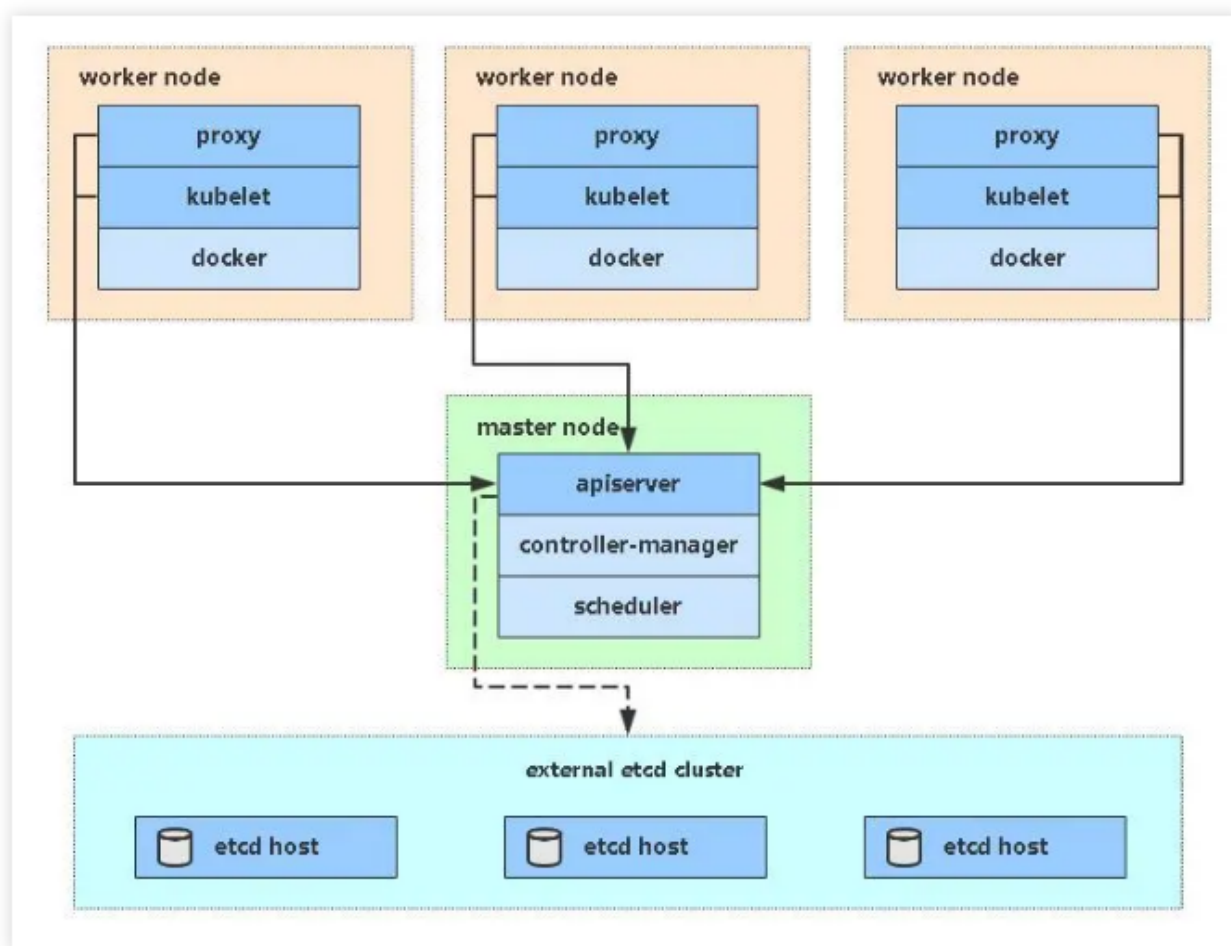 worker node
proxy
kubelet
docker
worker node
proxy
kubelet
docker
worker node
proxy
kubelet
docker
master node
apiserver
controller-manager
scheduler
external etcd cluster
etcd host
etcd host
etcd host